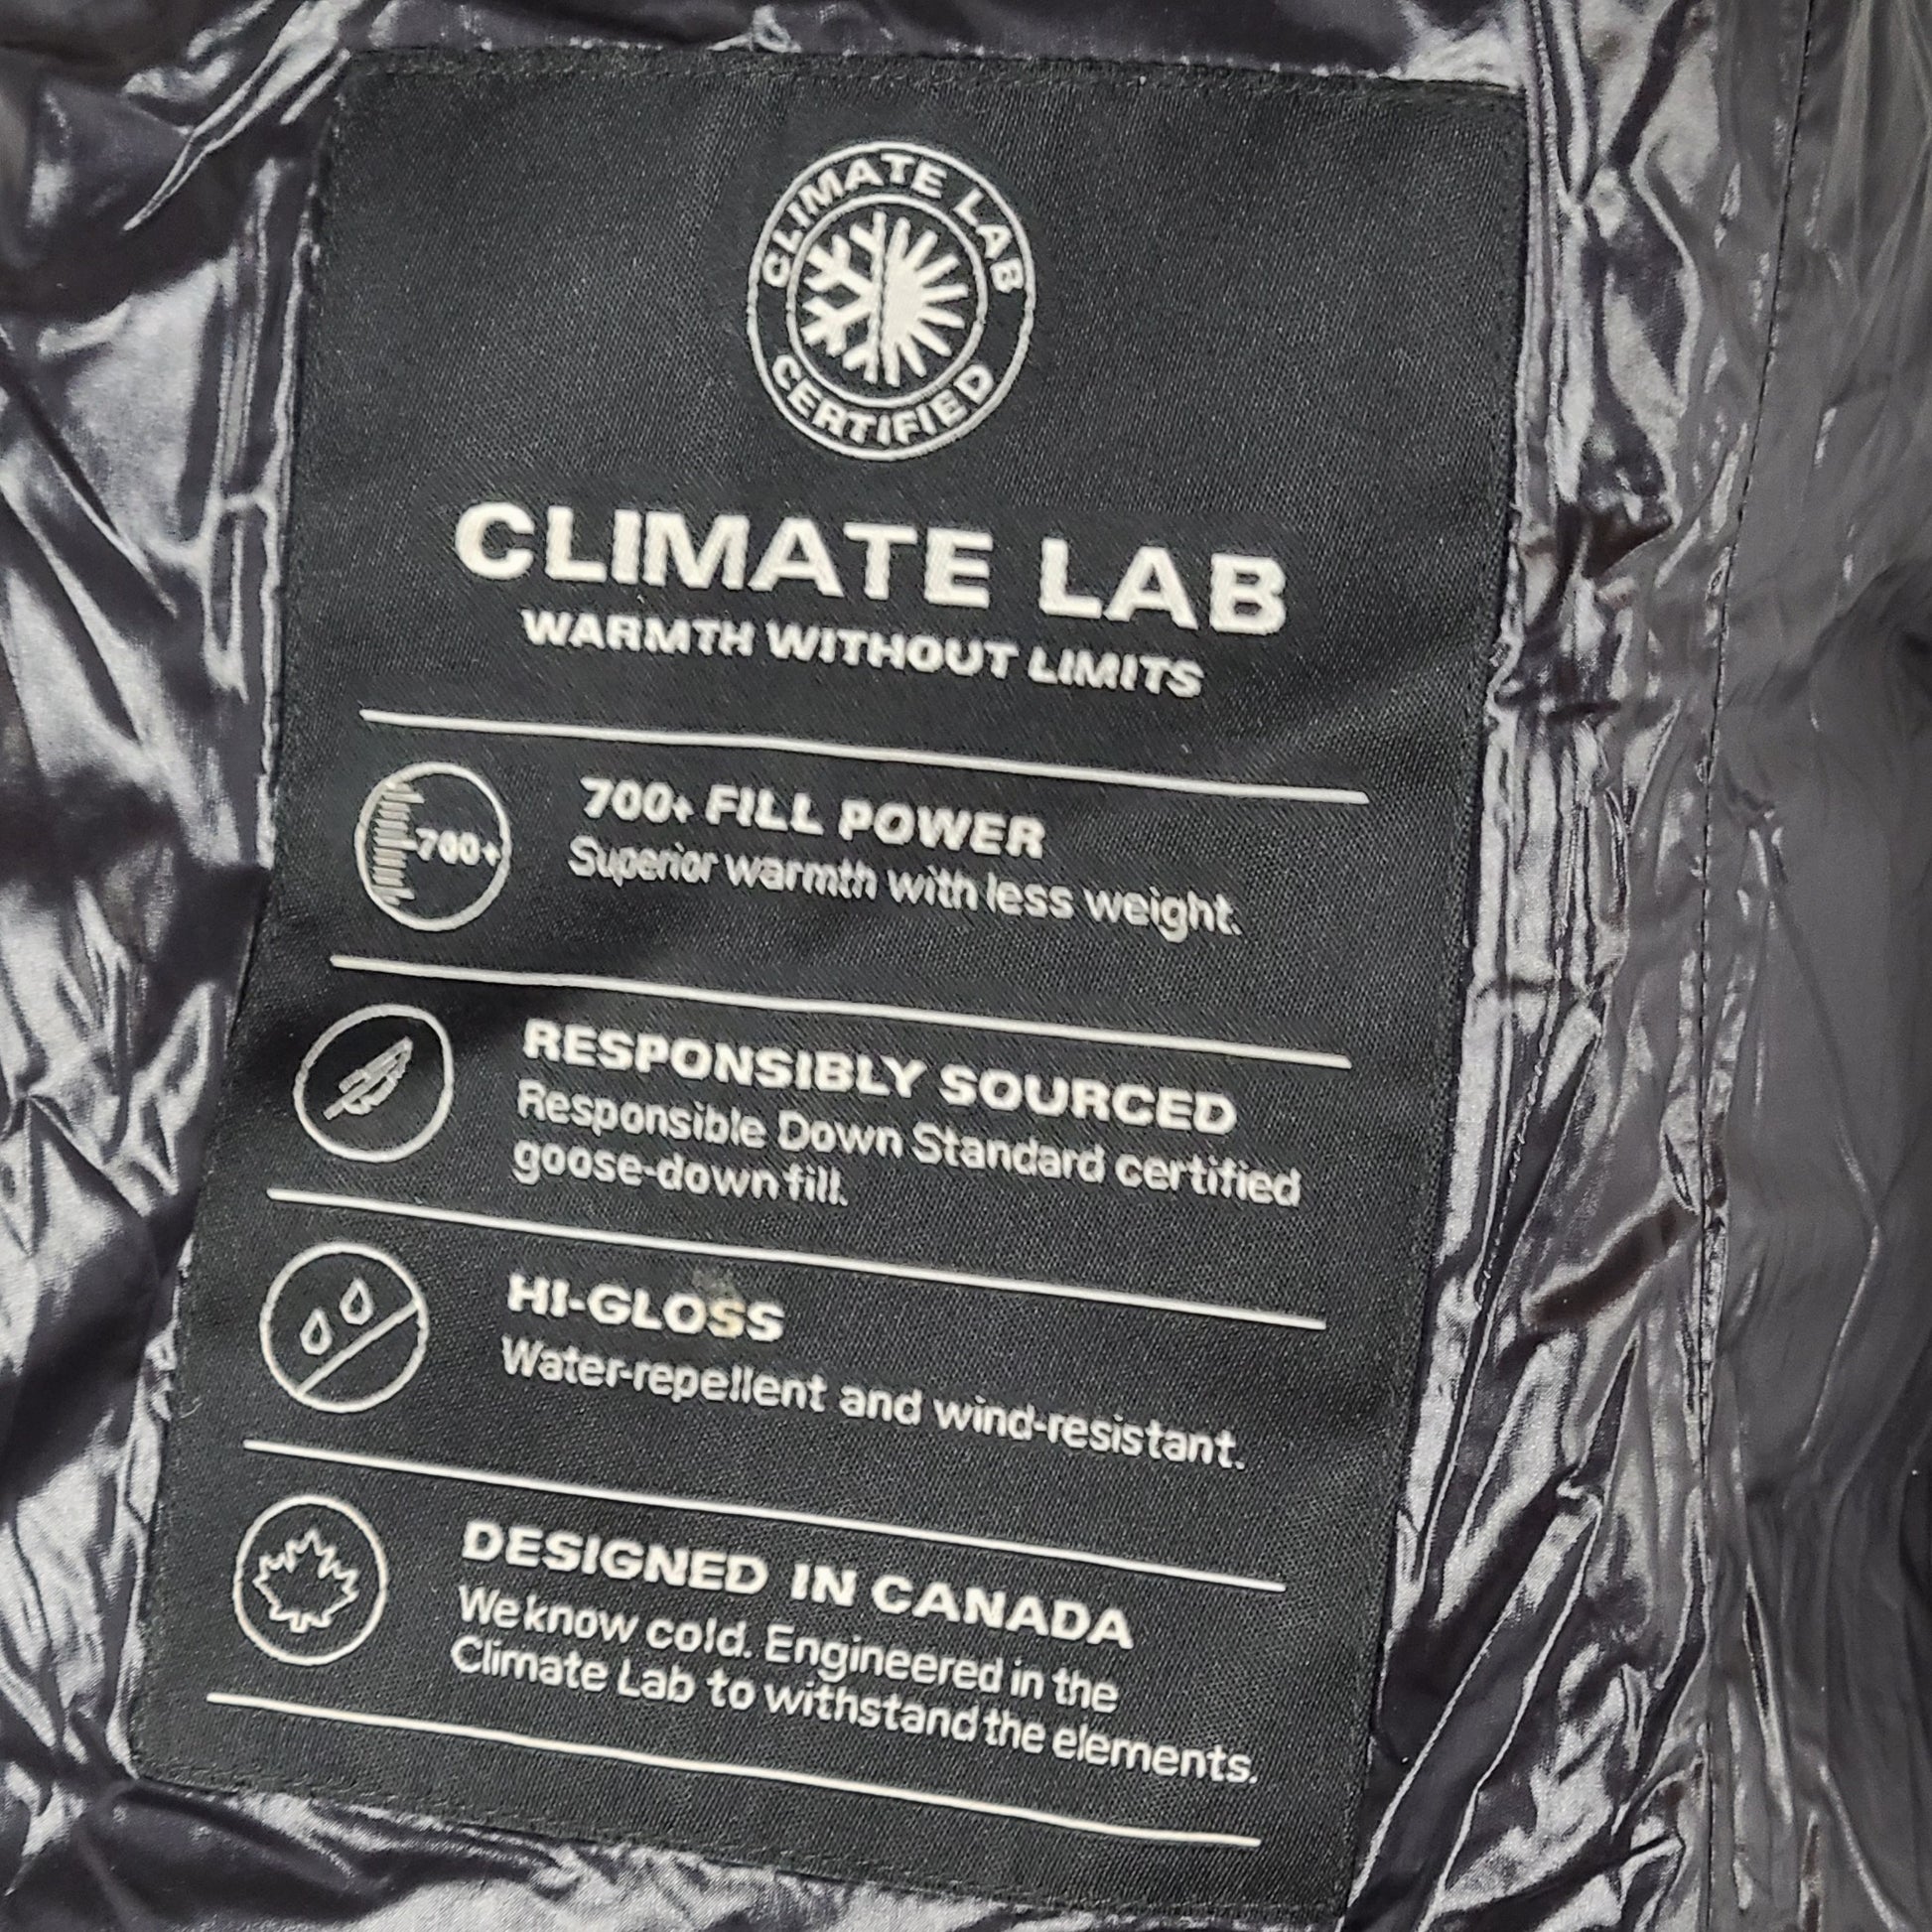 CLIMATE LAB
CERTIFIED
CLIMATE LAB
WARMTH WITHOUT LIMITS
700+
700+ FILL POWER
Superior warmth with less weight.
RESPONSIBLY SOURCED
Responsible Down Standard certified
goose-down fill.
HI-GLOSS
Water-repellent and wind-resistant.
DESIGNED IN CANADA
We know cold. Engineered in the
Climate Lab to withstand the elements.